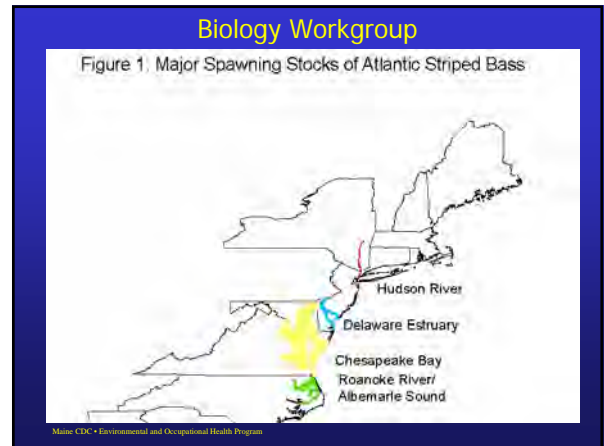 Biology Workgroup
Figure 1: Major Spawning Stocks of Atlantic Striped Bass
Hudson River
Delaware Estruary
Chesapeake Bay
Roanoke River/
Albemarle Sound
Maine CDC • Environmental and Occupational Health Program